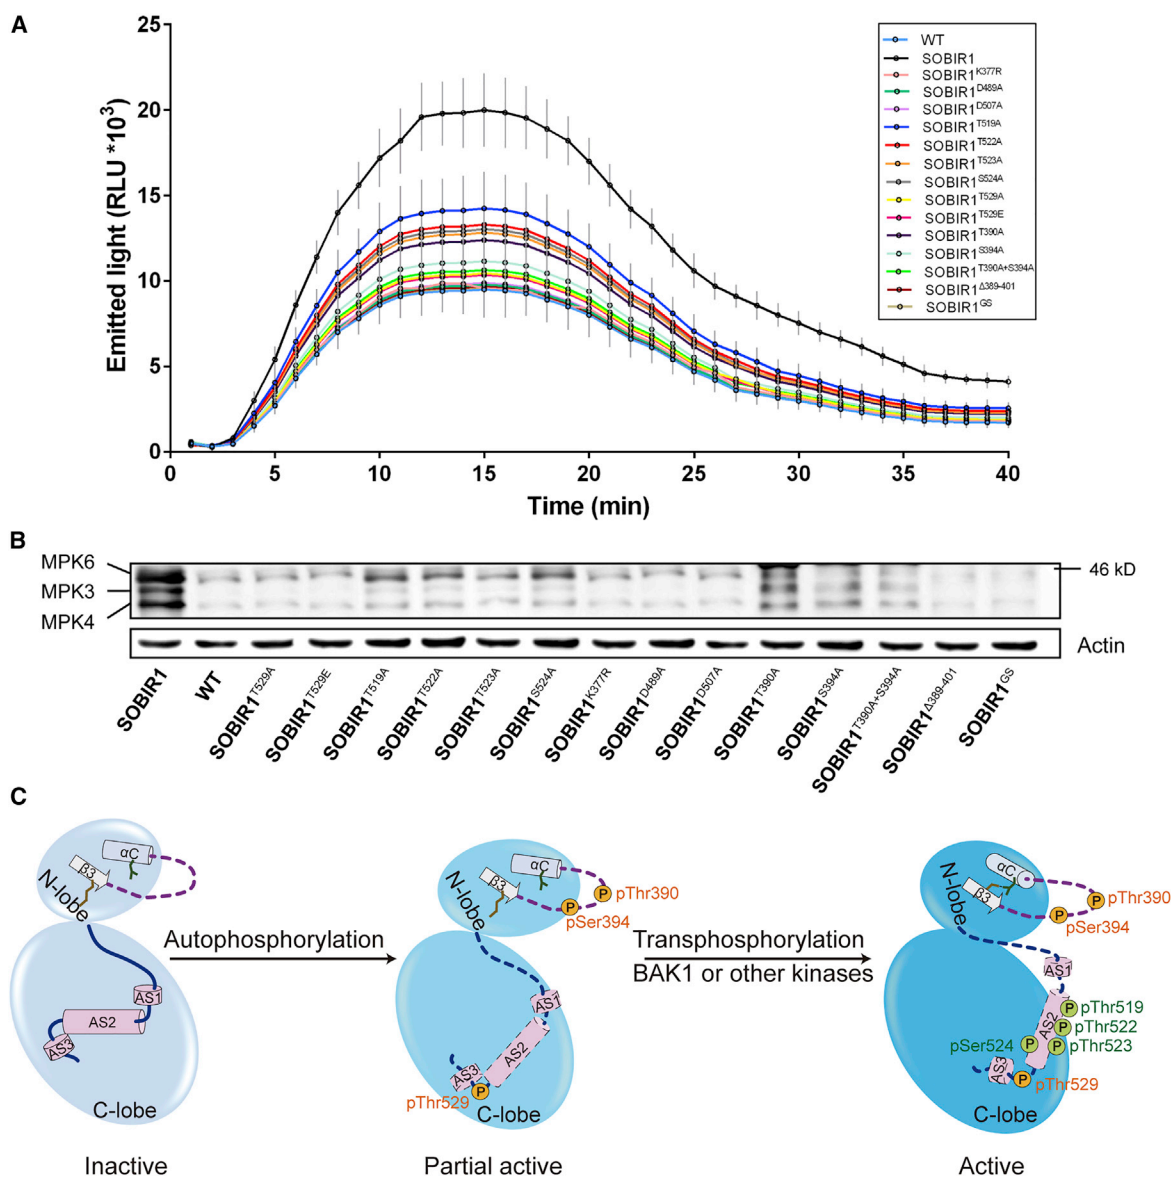 A
Emitted light (RLU *10³)
25
20
15
10
5
0
0 5 10 15 20 25 30 35 40
Time (min)
WT
SOBIR1
SOBIR1K377R
SOBIR1D489A
SOBIR1D507A
SOBIR1T519A
SOBIR1T522A
SOBIR1T523A
SOBIR1S524A
SOBIR1T529A
SOBIR1T529E
SOBIR1T390A
SOBIR1S394A
SOBIR1T390A+S394A
SOBIR1Δ389-401
SOBIR1GS
B
MPK6
MPK3
MPK4
46 kD
Actin
SOBIR1
WT
SOBIR1T529A
SOBIR1T529E
SOBIR1T519A
SOBIR1T522A
SOBIR1T523A
SOBIR1S524A
SOBIR1K377R
SOBIR1D489A
SOBIR1D507A
SOBIR1T390A
SOBIR1S394A
SOBIR1T390A+S394A
SOBIR1Δ389-401
SOBIR1GS
C
αC
β3
N-lobe
AS1
AS2
AS3
C-lobe
Inactive
Autophosphorylation
αC
β3
N-lobe
P
pThr390
P
pSer394
AS1
AS2
AS3
P
pThr529
C-lobe
Partial active
Transphosphorylation
BAK1 or other kinases
αC
β3
N-lobe
P
pThr390
P
pSer394
AS1
AS2
P
pThr519
P
pThr522
P
pThr523
pSer524
P
AS3
P
pThr529
C-lobe
Active